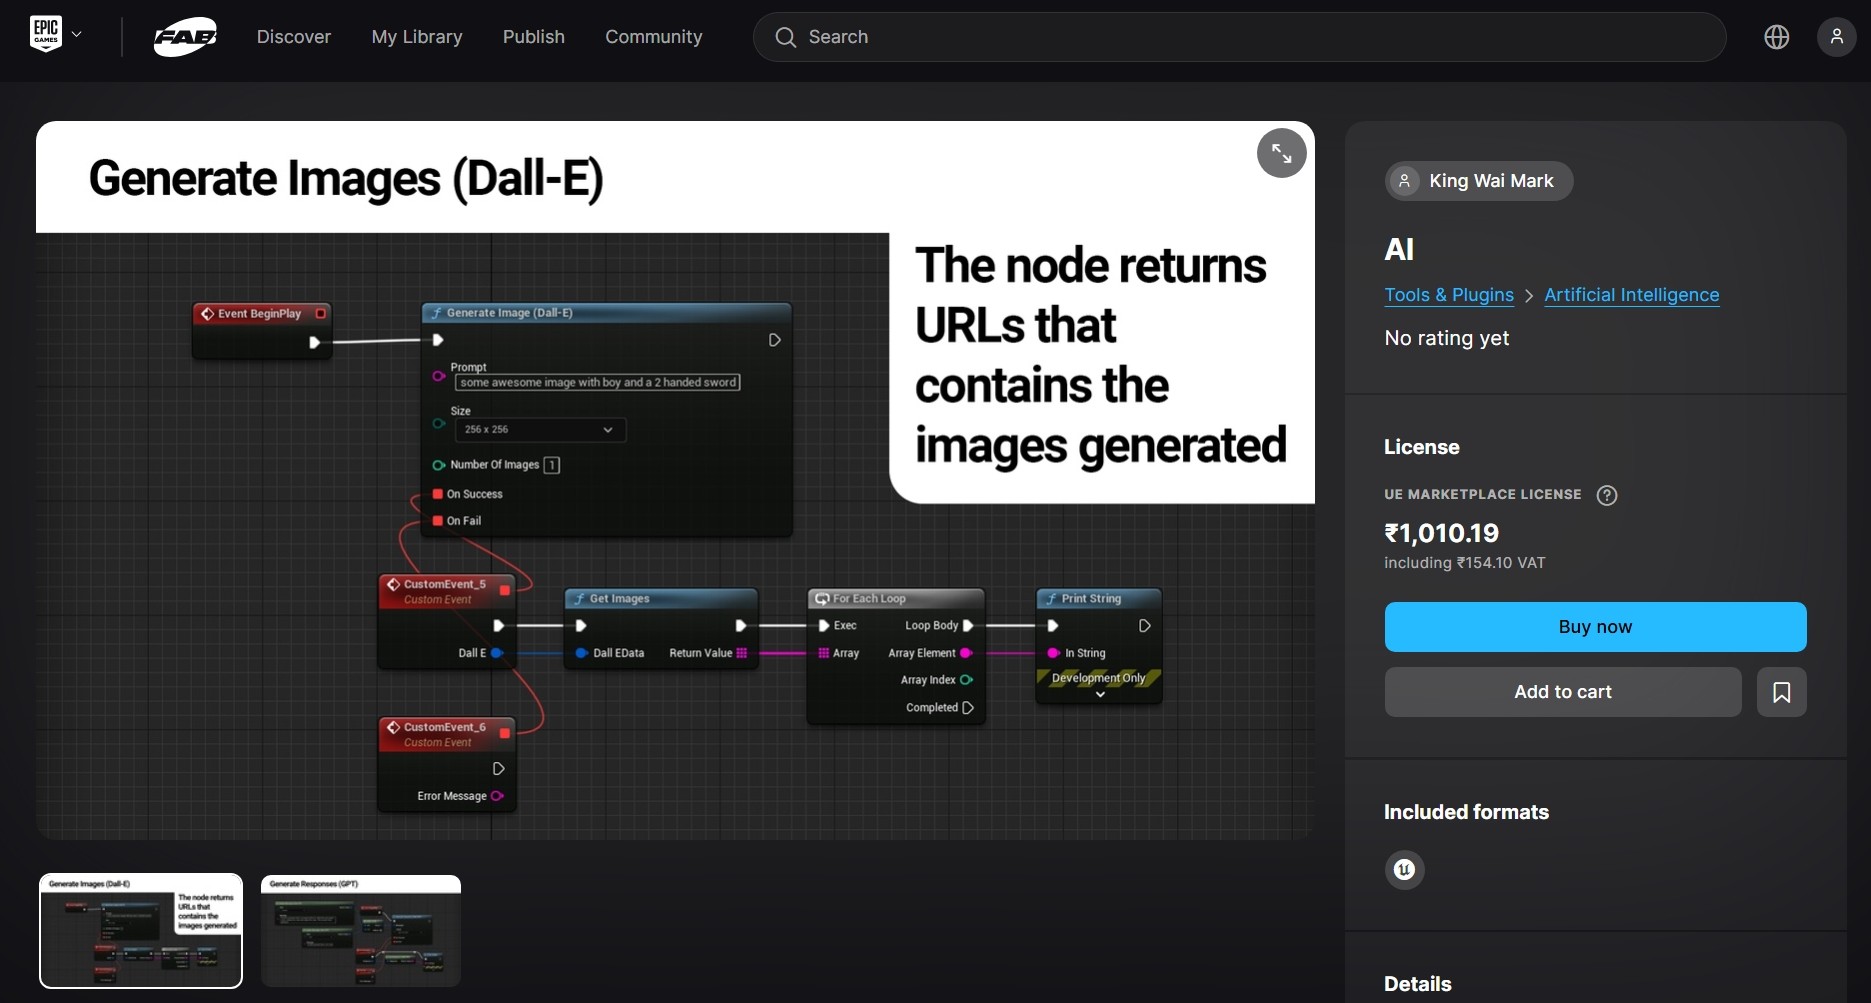 EPIC
GAMES
FAB
Discover
My Library
Publish
Community
Search
Generate Images (Dall-E)
The node returns
URLs that
contains the
images generated
Event BeginPlay
Generate Image (Dall-E)
Prompt
some awesome image with boy and a 2 handed sword
Size
256 x 256
Number Of Images 1
On Success
On Fail
CustomEvent_5
Custom Event
Dall E
Get Images
Dall EData
Return Value
For Each Loop
Exec
Loop Body
Array
Array Element
Array Index
Completed
Print String
In String
Development Only
CustomEvent_6
Custom Event
Error Message
Generate Images (Dall-E)
The node returns
URLs that
contains the
images generated
Generate Responses (GPT)
King Wai Mark
AI
Tools & Plugins > Artificial Intelligence
No rating yet
License
UE MARKETPLACE LICENSE ?
₹1,010.19
including ₹154.10 VAT
Buy now
Add to cart
Included formats
Details